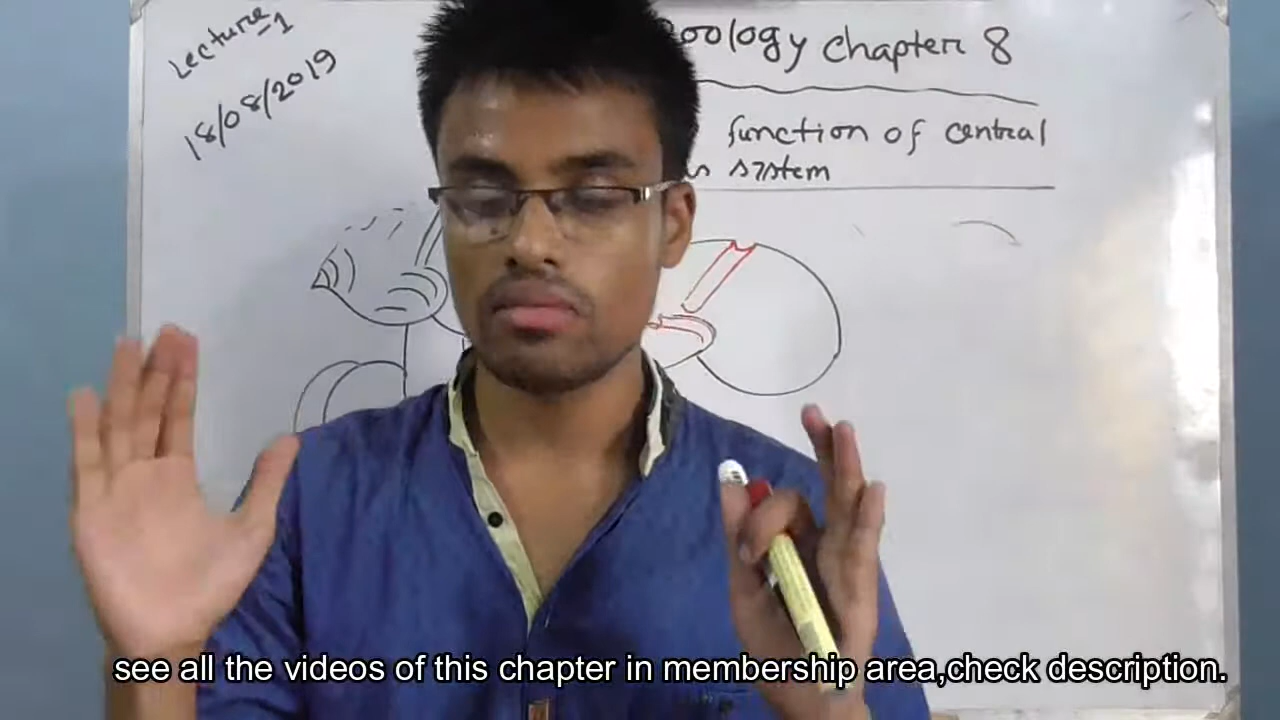 Lecture-1
18/08/2019
oology chapter 8
function of central
system
see all the videos of this chapter in membership area,check description.